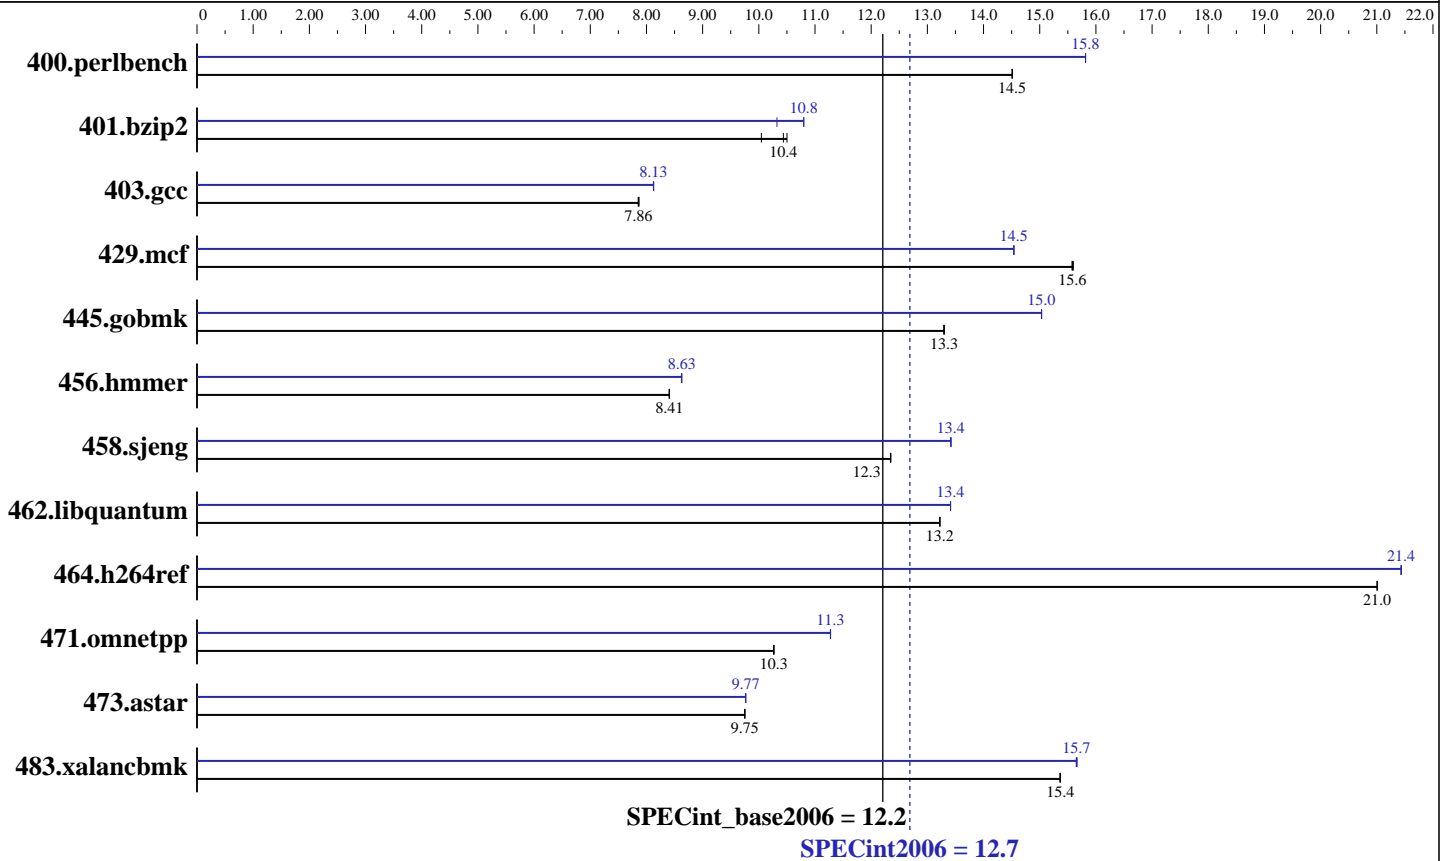 0 1.00 2.00 3.00 4.00 5.00 6.00 7.00 8.00 9.00 10.0 11.0 12.0 13.0 14.0 15.0 16.0 17.0 18.0 19.0 20.0 21.0 22.0
15.8
400.perlbench
14.5
10.8
401.bzip2
10.4
8.13
403.gcc
7.86
14.5
429.mcf
15.6
15.0
445.gobmk
13.3
8.63
456.hmmer
8.41
13.4
458.sjeng
12.3
13.4
462.libquantum
13.2
21.4
464.h264ref
21.0
11.3
471.omnetpp
10.3
9.77
473.astar
9.75
15.7
483.xalancbmk
15.4
SPECint_base2006 = 12.2
SPECint2006 = 12.7